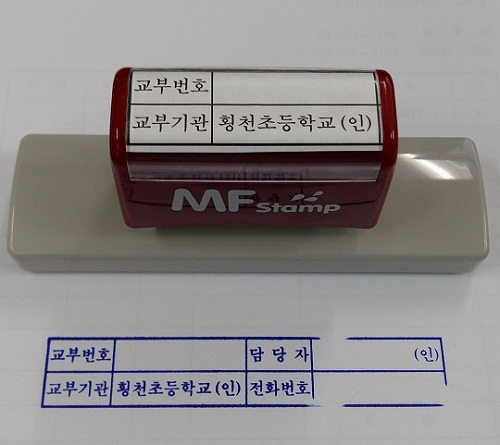 교부번호
교부기관 횡천초등학교 (인)
MF Stamp
교부번호 담당자 (인)
교부기관 횡천초등학교 (인) 전화번호